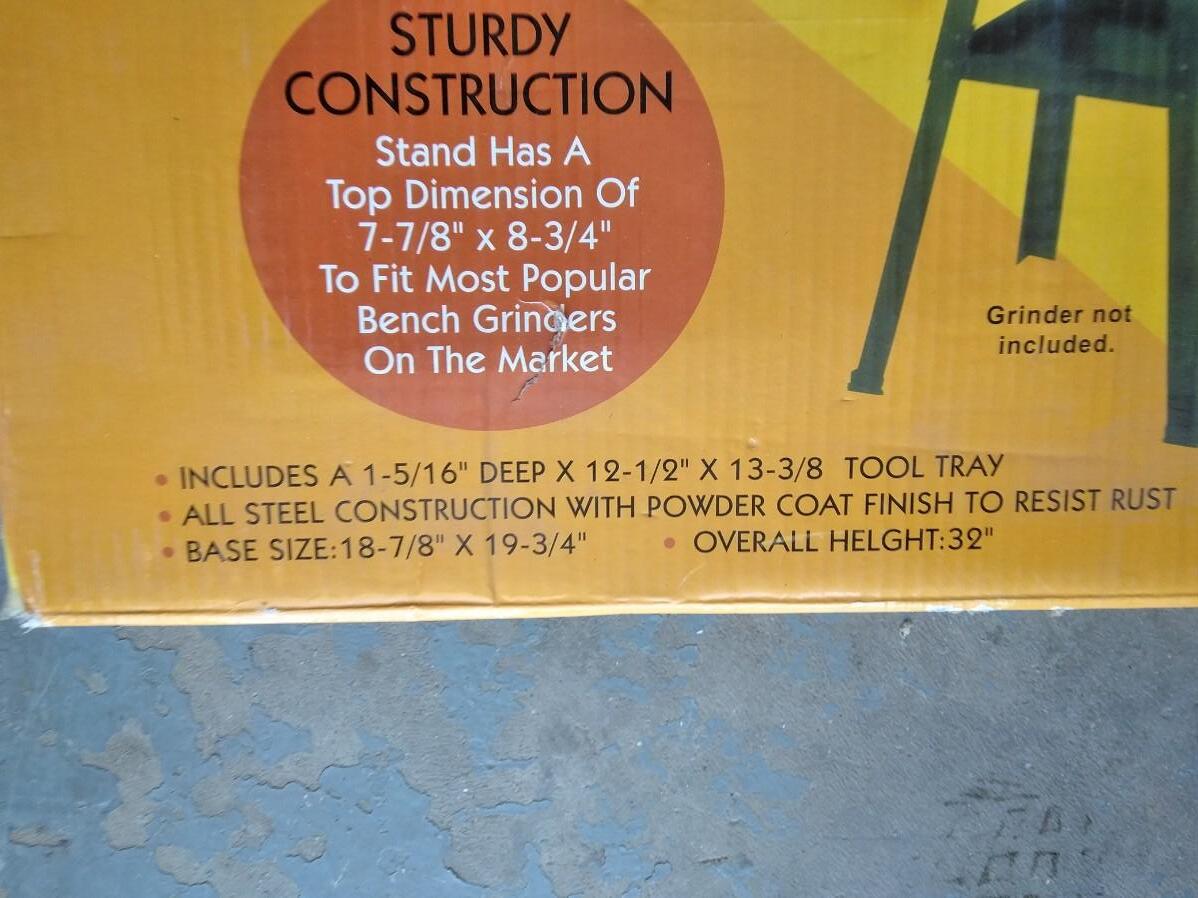 STURDY
CONSTRUCTION
Stand Has A
Top Dimension Of
7-7/8" x 8-3/4"
To Fit Most Popular
Bench Grinders
On The Market
Grinder not
included.
• INCLUDES A 1-5/16" DEEP X 12-1/2" X 13-3/8 TOOL TRAY
• ALL STEEL CONSTRUCTION WITH POWDER COAT FINISH TO RESIST RUST
• BASE SIZE:18-7/8" X 19-3/4" • OVERALL HELGHT:32"